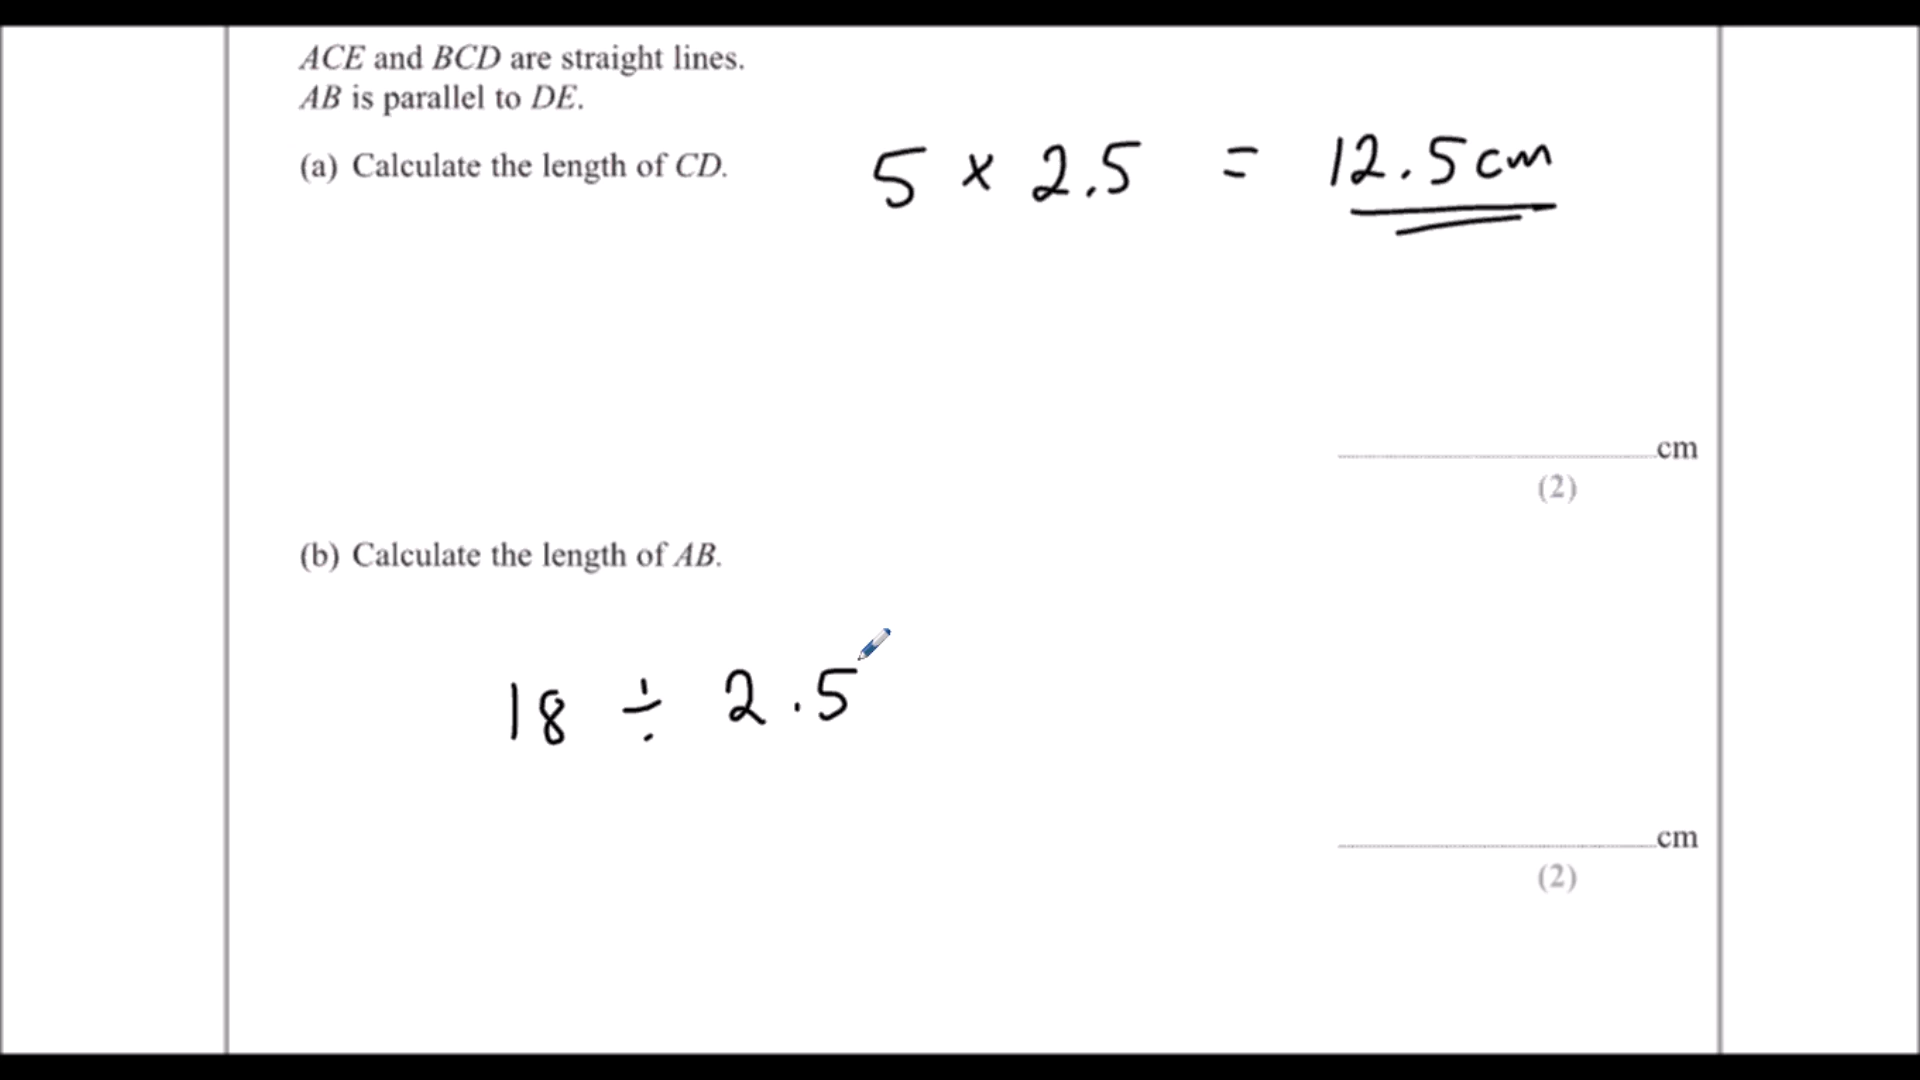 ACE and BCD are straight lines.
AB is parallel to DE.
(a) Calculate the length of CD.
5 × 2.5 = 12.5cm
cm
(2)
(b) Calculate the length of AB.
18 ÷ 2.5
cm
(2)